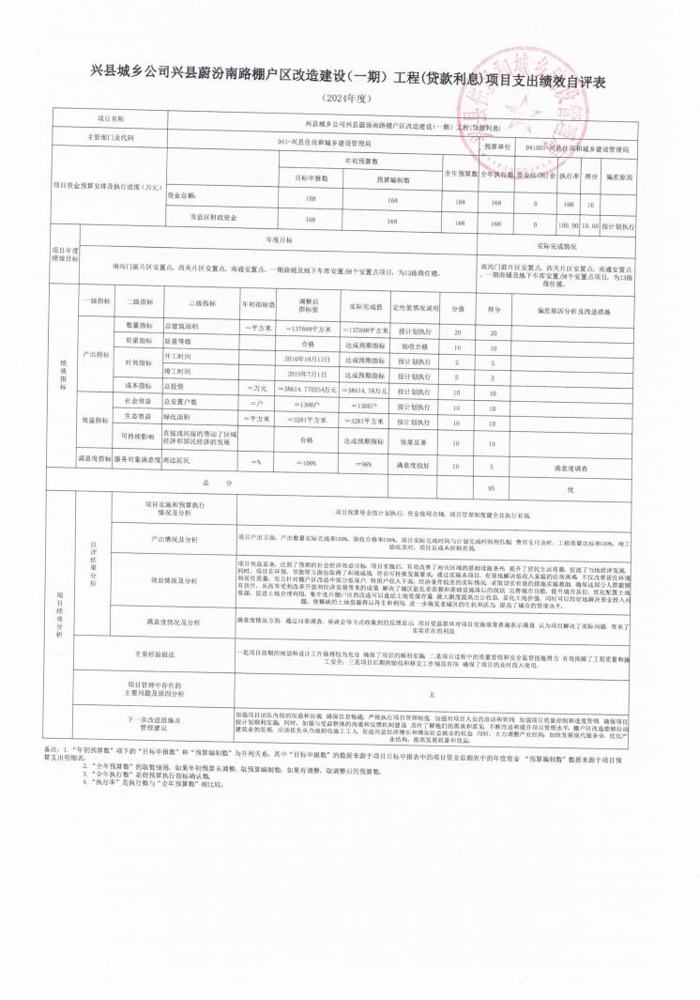 兴县城乡公司兴县蔚汾南路棚户区改造建设(一期)工程(贷款利息)项目支出绩效自评表
(2024年度)
项目名称 兴县城乡公司兴县蔚汾南路棚户区改造建设(一期)工程(贷款利息)
主管部门及代码 041-兴县住房和城乡建设管理局 预算单位 041001-兴县住房和城乡建设管理局
项目资金预算安排及执行进度(万元) 年初预算数 全年预算数 全年执行数 资金结(转)余 执行率 得分 偏差原因
目标申报数 预算编制数
资金总额: 168 168 168 168 0 100 10
市县区财政资金 168 168 168 168 0 100.00 10.00 按计划执行
项目年度绩效目标 年度目标 实际完成情况
南沟门前片区安置点,西关片区安置点,南通安置点,一期商铺及地下车库安置点8个安置点项目,为13栋商住楼。
南沟门前片区安置点,西关片区安置点,南通安置点
、一期商铺及地下车库安置点8个安置点项目,为13栋
商住楼。
绩效指标 一级指标 二级指标 三级指标 年初指标值 调整后指标值 实际完成值 定性值情况说明 分值 得分 偏差原因分析及改进措施
产出指标 数量指标 总建筑面积 =平方米 =137698平方米 =137698平方米 按计划执行 20 20
质量指标 质量等级 合格 达成预期指标 验收合格 10 10
时效指标 开工时间 2016年10月12日 达成预期指标 按计划执行 5 5
竣工时间 2019年7月1日 达成预期指标 按计划执行 5 5
成本指标 总投资 =万元 =38614.779254万元 =38614.78万元 按计划执行 10 10
效益指标 社会效益 总安置户数 =户 =1300户 =1300户 按计划执行 10 10
生态效益 绿化面积 =平方米 =3281平方米 =3281平方米 按计划执行 10 10
可持续影响 直接或间接的带动了区域经济和国民经济的发展 合格 达成预期指标 效果显著 10 10
满意度指标 服务对象满意度 周边居民 =% =100% =96% 满意度较好 10 5 满意度调查
总 分 95 优
项目绩效分析 自评结果分析 项目实施和预算执行情况及分析 项目预算资金按计划执行,资金使用合规,项目管理制度健全且执行有效。
产出情况及分析 项目产出方面,产出数量实际完成率100%,验收合格率100%,项目实际完成时间与计划完成时间相匹配,费用支付及时,工程质量达标率100%,竣工
验收及时,项目总成本控制有效。
效益情况及分析 项目效益显著,达到了预期的社会经济效益目标,项目实施后,有效改善了相关区域的基础设施条件,提升了居民生活质量,促进了当地经济发展,
同时,项目在环保、节能等方面也取得了积极成效,符合可持续发展要求,通过实施本项目,有效地解决低收入家庭的住房困难,不仅改善居住环境
和居住质量,而且针对棚户区改造中部分低保户、特困户收入不高,经济条件较差的实际情况,采取切实有效的措施实施救助,确保这部分人群能够
有房住,从而享受到改革开放和经济发展带来的成果,解决了城区脏乱差面貌和基础设施落后的现状,完善城市功能,提升城市品位;优化配置土地
资源,促进土地合理利用,集中连片棚户区的改造可以盘活土地资源存量,最大限度提高出让收益,显化土地价值,同时可以较好地解决资金投入问
题,使稀缺的土地资源得以再生和利用,进一步焕发老城区的生机和活力,提高了城市的管理水平。
满意度情况及分析 满意度情况方面,通过问卷调查、座谈会等方式收集到的反馈显示,项目受益群体对项目实施效果普遍表示满意,认为项目解决了实际问题,带来了
实实在在的利益
主要经验做法 一是项目前期的规划和设计工作做得较为充分,确保了项目的顺利实施;二是项目过程中的质量管理和安全监管措施得力,有效保障了工程质量和施
工安全;三是项目后期的验收和移交工作规范有序,确保了项目的及时投入使用。
项目管理中存在的主要问题及原因分析 无
下一步改进措施及管理建议 加强项目团队内部的沟通和协调,确保信息畅通;严格执行项目管理制度,加强对项目人员的培训和管理,加强项目质量控制和进度管理,确保项目
按计划顺利实施;同时,加强与受益群体的沟通和反馈机制建设,及时了解他们的需求和意见,不断改进和提升项目管理水平,棚户区改造能够拉动
建筑业的发展,应该优先从当地招收施工工人,促进兴县经济增长和增加社会就业的机会,同时,大力调整产业结构,加快发展现代服务业,优化产
业结构,提高发展质量和效益。
备注:1.“年初预算数”项下的“目标申报数”和“预算编制数”为并列关系,其中“目标申报数”的数据来源于项目目标申报表中的项目资金总额表中的年度资金,“预算编制数”数据来源于项目预
算支出明细表。
2.“全年预算数”的取数规则:如果年初预算未调整,取预算编制数;如果有调整,取调整后的预算数。
3.“全年执行数”是指预算执行指标确认数。
4.“执行率”是执行数与“全年预算数”相比较。